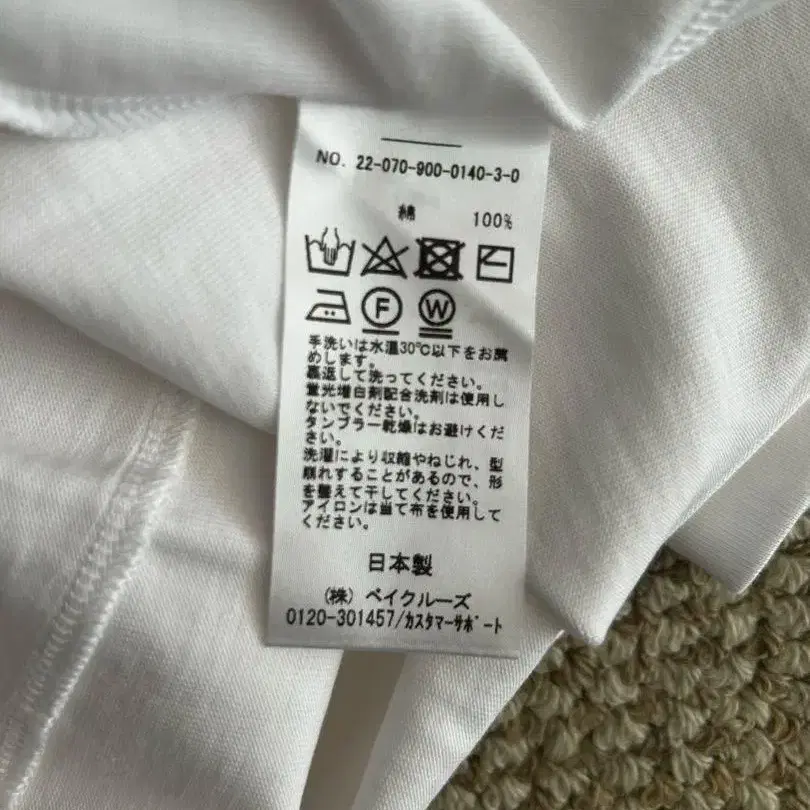 NO. 22-070-900-0140-3-0
綿 100%
F W
手洗いは水温30℃以下をお薦
めします。
裏返して洗ってください。
蛍光増白剤配合洗剤は使用し
ないでください。
タンブラー乾燥はお避けくだ
さい。
洗濯により収縮やねじれ、型
崩れすることがあるので、形
を整えて干してください。
アイロンは当て布を使用して
ください。
日本製
(株) ベイクルーズ
0120-301457/カスタマーサポート